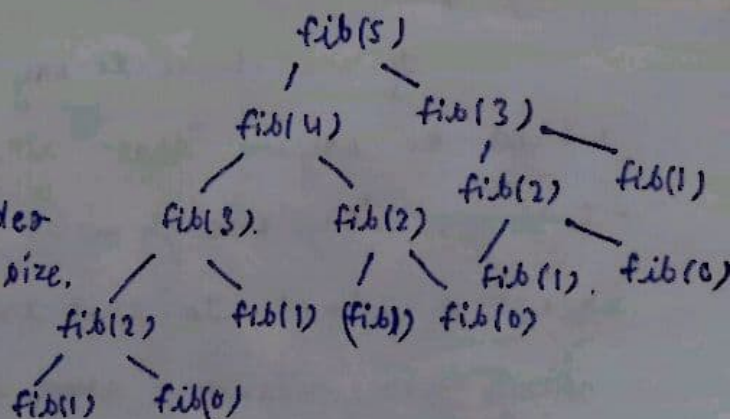 fib(5)
fib(4) fib(3)
fib(2) fib(1)
der fib(3). fib(2)
size. fib(1). fib(0)
fib(2) fib(1) (fib1) fib(0)
fib(1) fib(0)